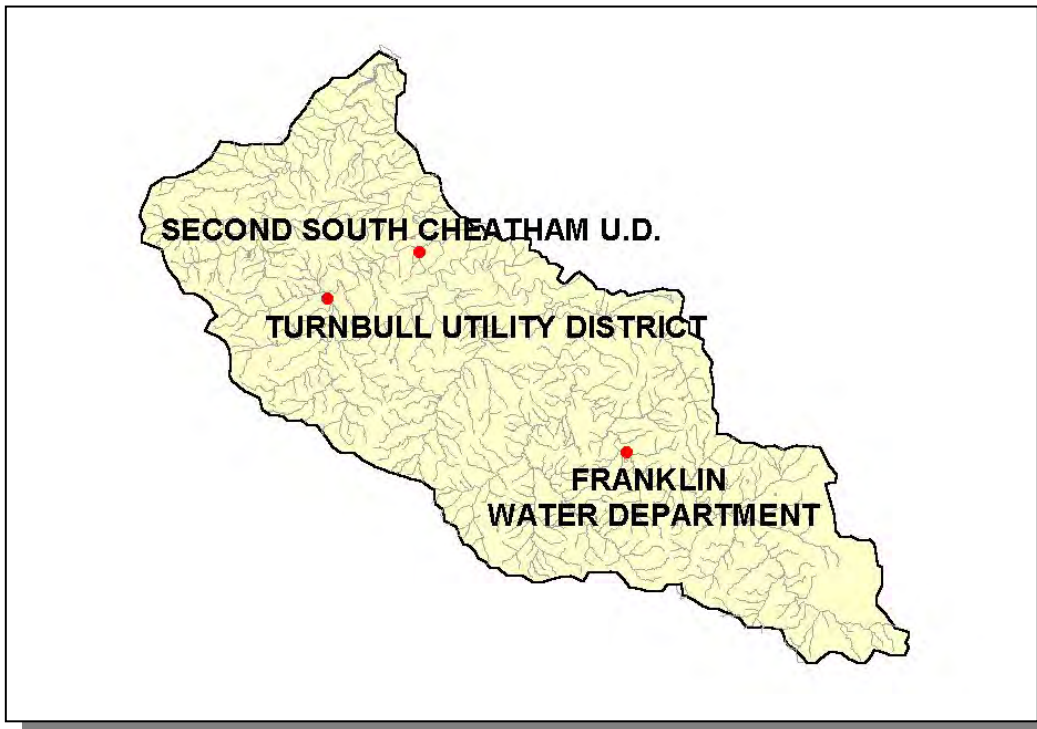 SECOND SOUTH CHEATHAM U.D.
TURNBULL UTILITY DISTRICT
FRANKLIN
WATER DEPARTMENT